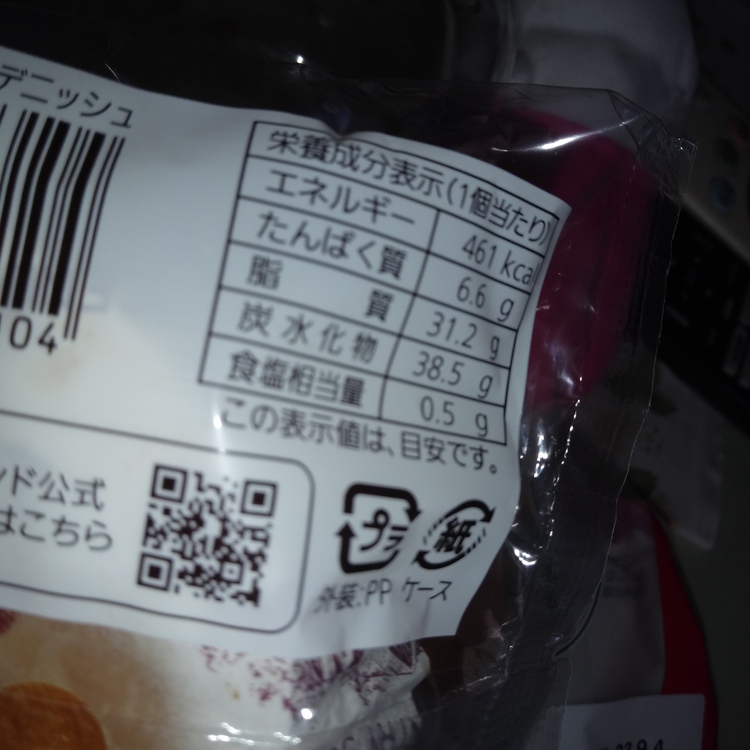 デニッシュ
栄養成分表示(1個当たり)
エネルギー 461 kcal
たんぱく質 6.6 g
脂質 31.2 g
炭水化物 38.5 g
食塩相当量 0.5 g
この表示値は、目安です。
04
ッド公式
はこちら
プラ
紙
外装:PP ケース